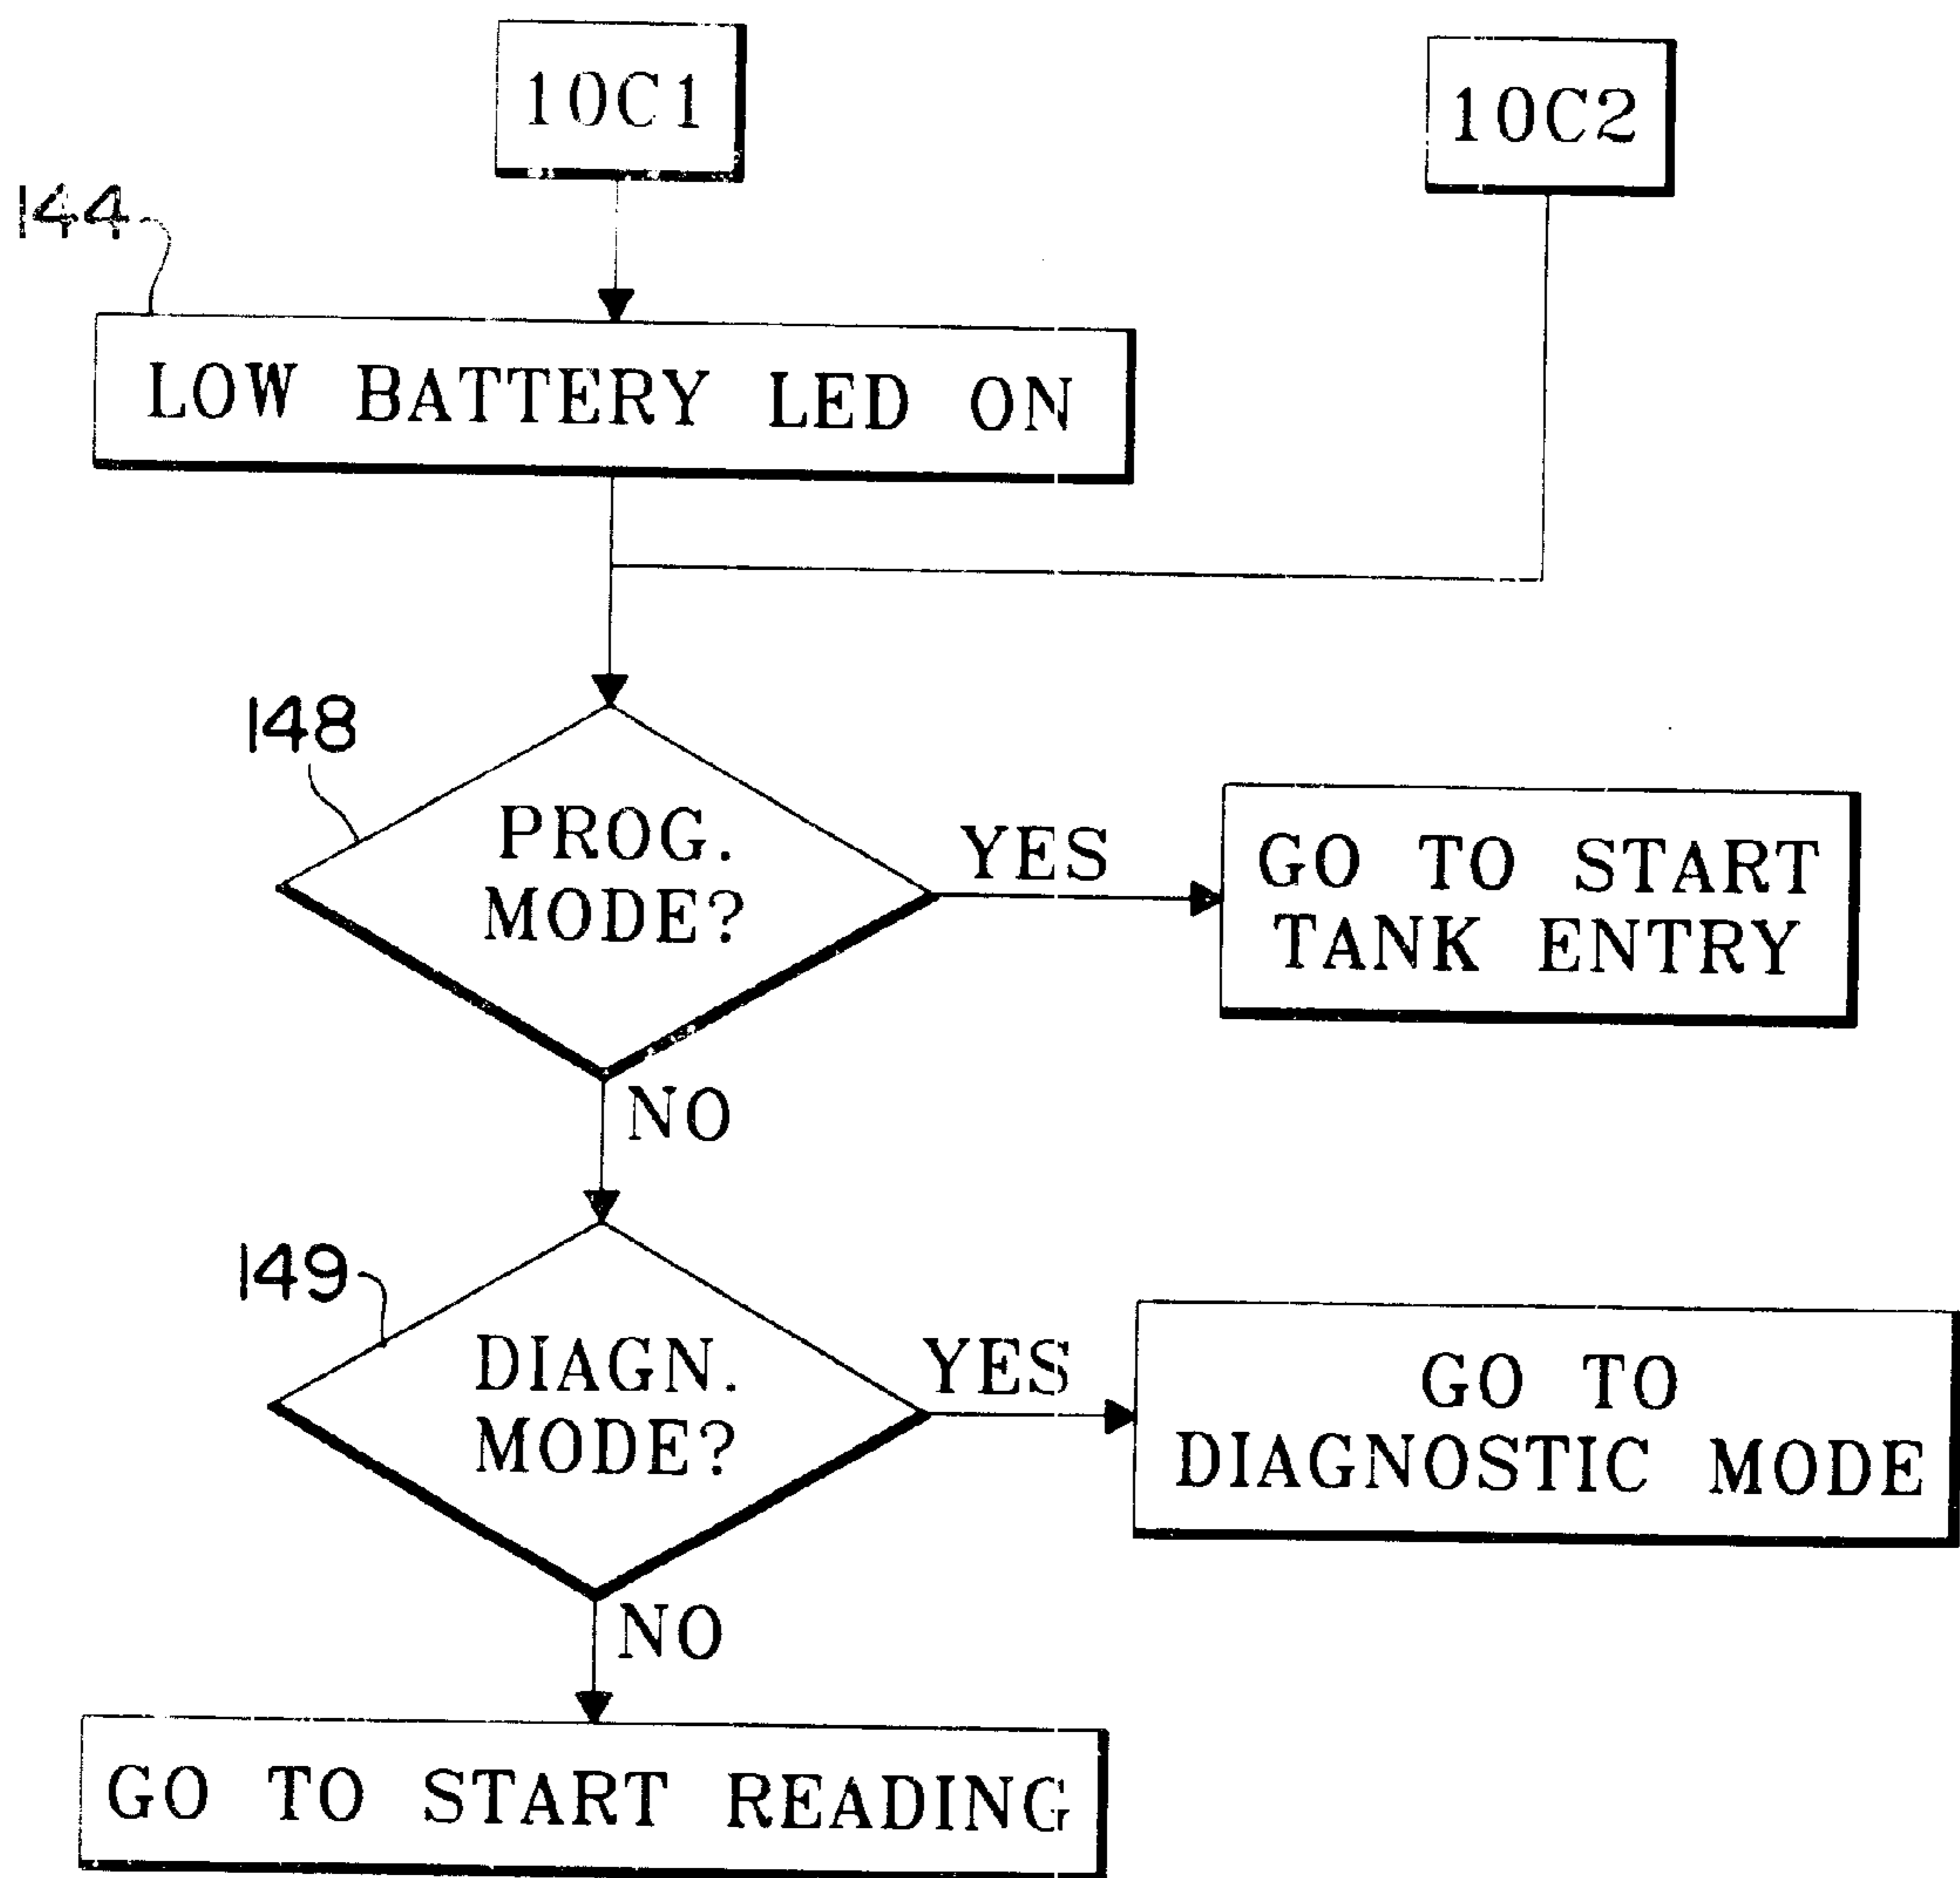 10C1
10C2
144
LOW BATTERY LED ON
148
PROG.
MODE?
YES
GO TO START
TANK ENTRY
NO
149
DIAGN.
MODE?
YES
GO TO
DIAGNOSTIC MODE
NO
GO TO START READING